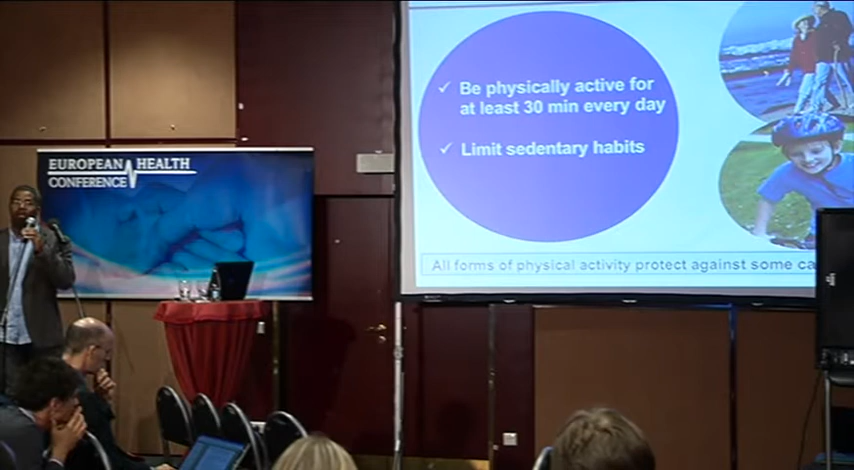 EUROPEAN HEALTH
CONFERENCE
✓ Be physically active for
at least 30 min every day
✓ Limit sedentary habits
All forms of physical activity protect against some ca